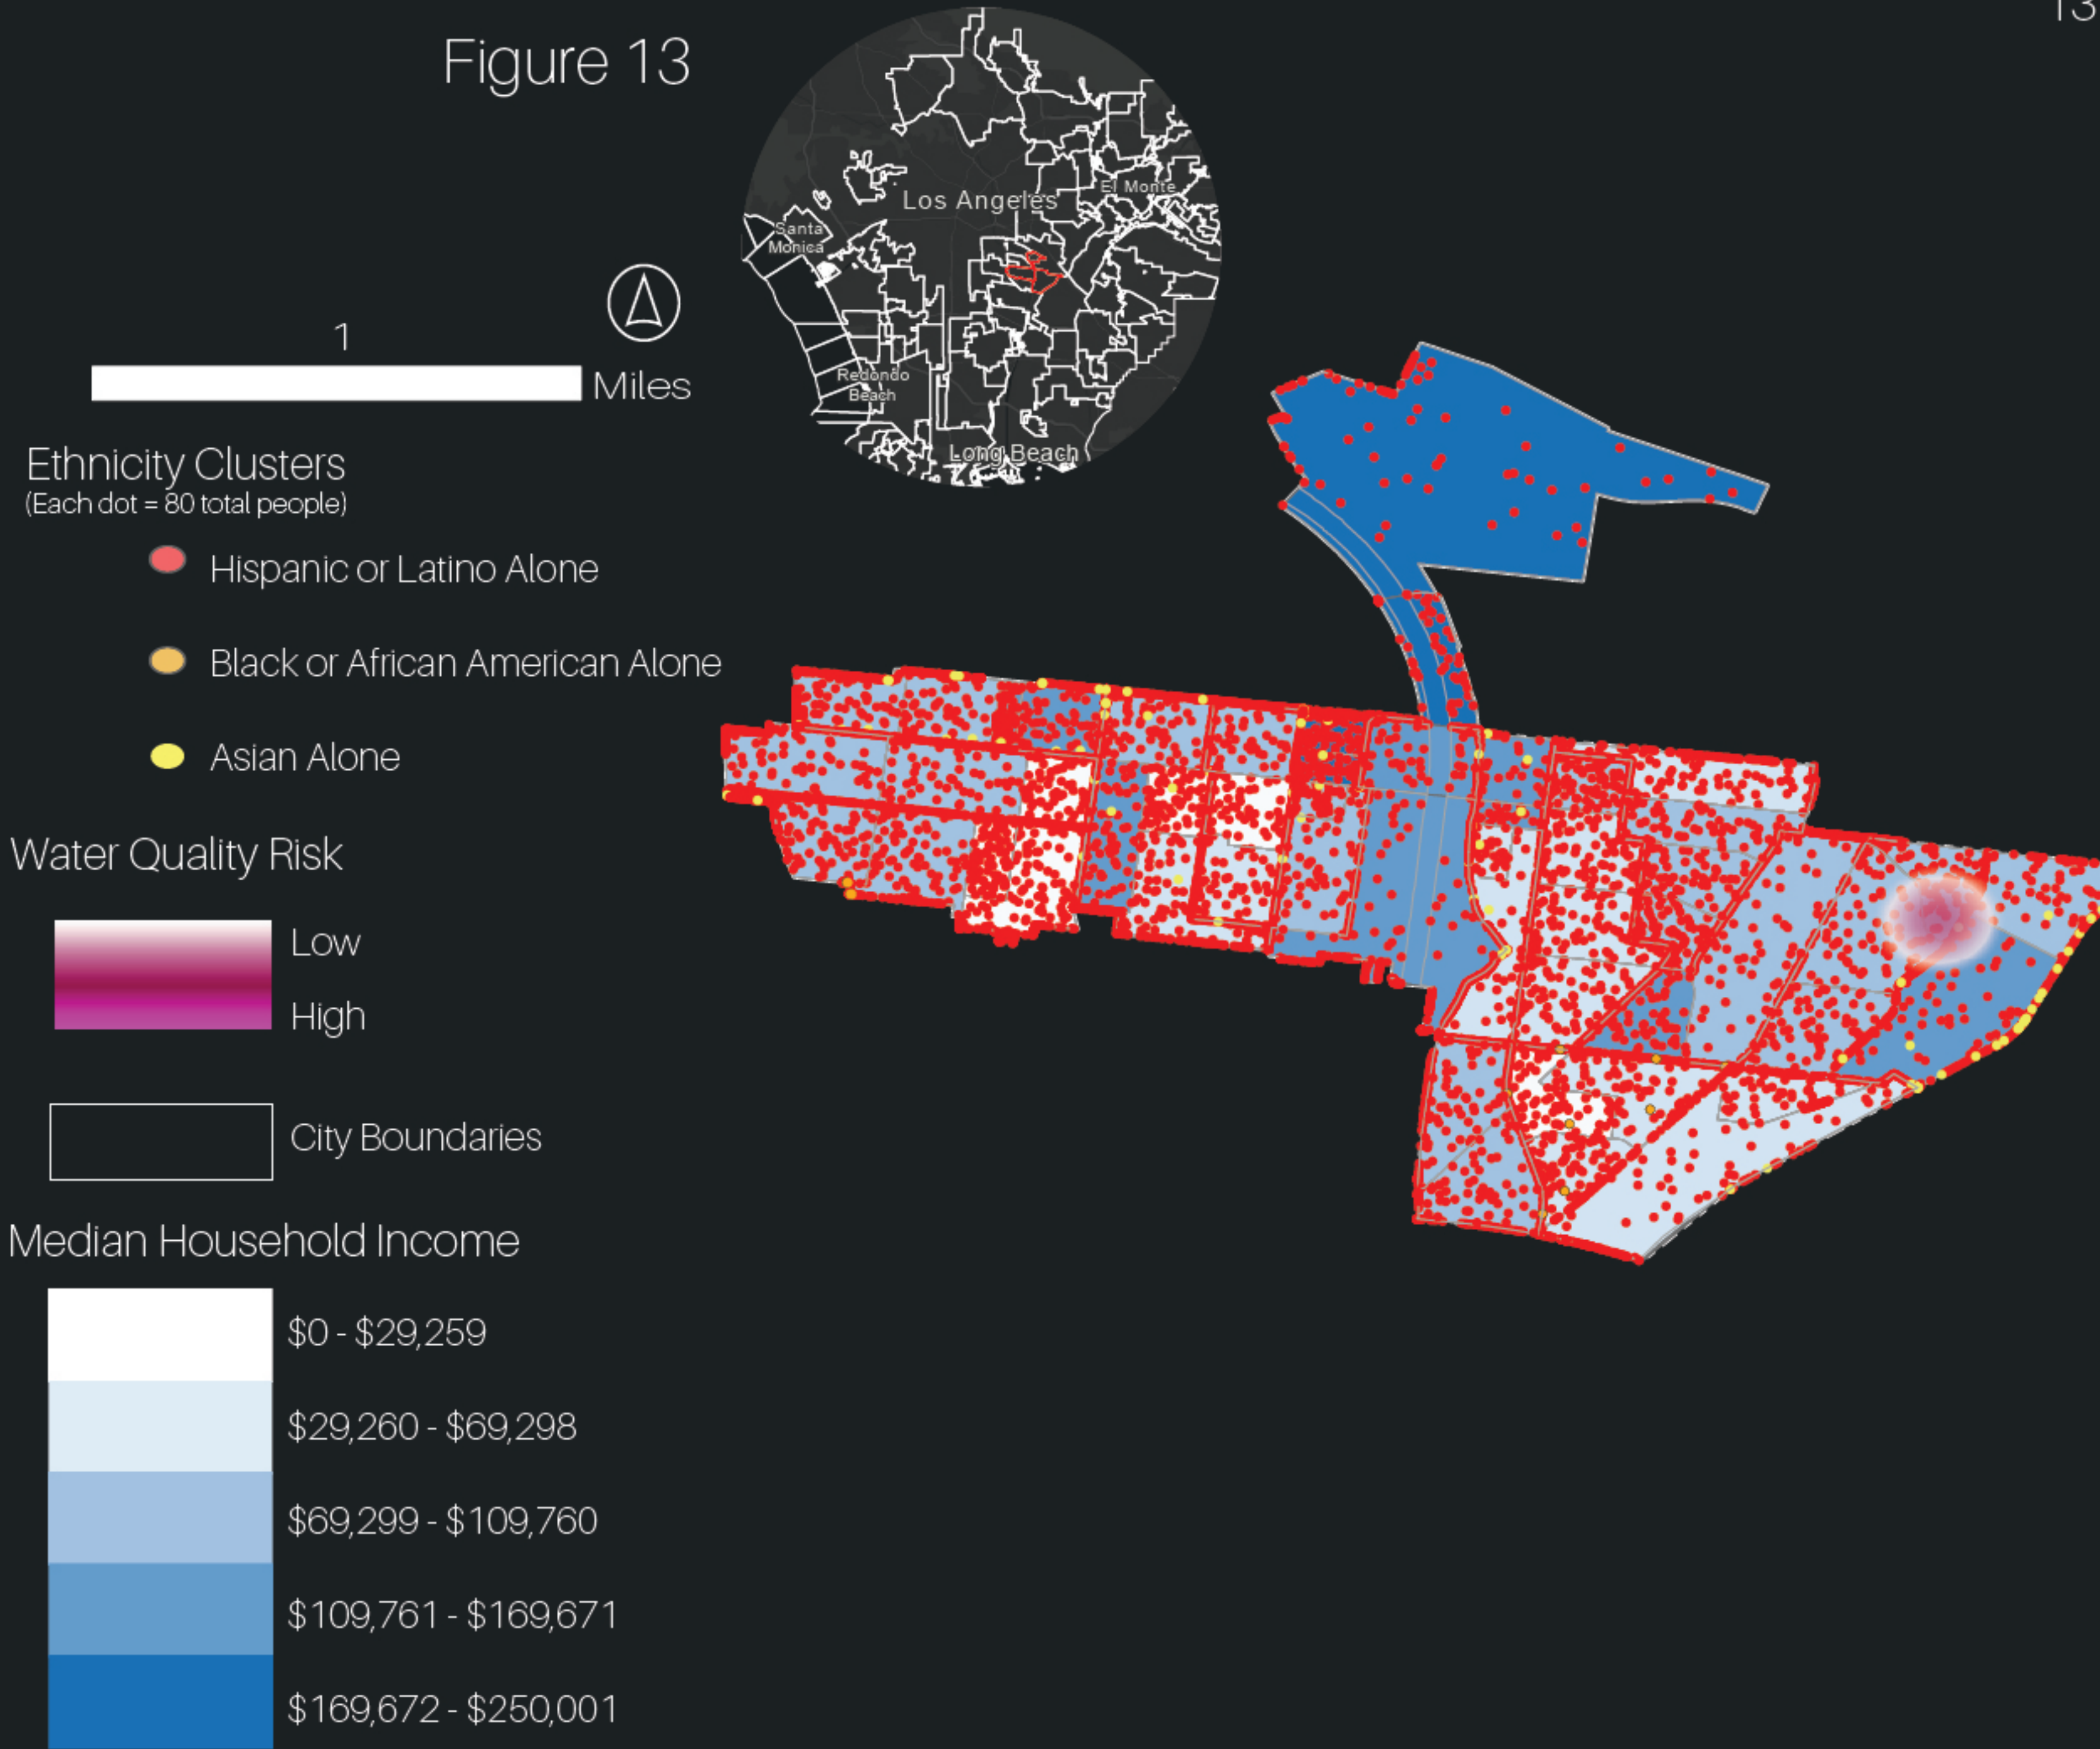 13
Figure 13
Los Angeles
El Monte
Santa
Monica
Redondo
Beach
Long Beach
1
Miles
Ethnicity Clusters
(Each dot = 80 total people)
Hispanic or Latino Alone
Black or African American Alone
Asian Alone
Water Quality Risk
Low
High
City Boundaries
Median Household Income
$0 - $29,259
$29,260 - $69,298
$69,299 - $109,760
$109,761 - $169,671
$169,672 - $250,001